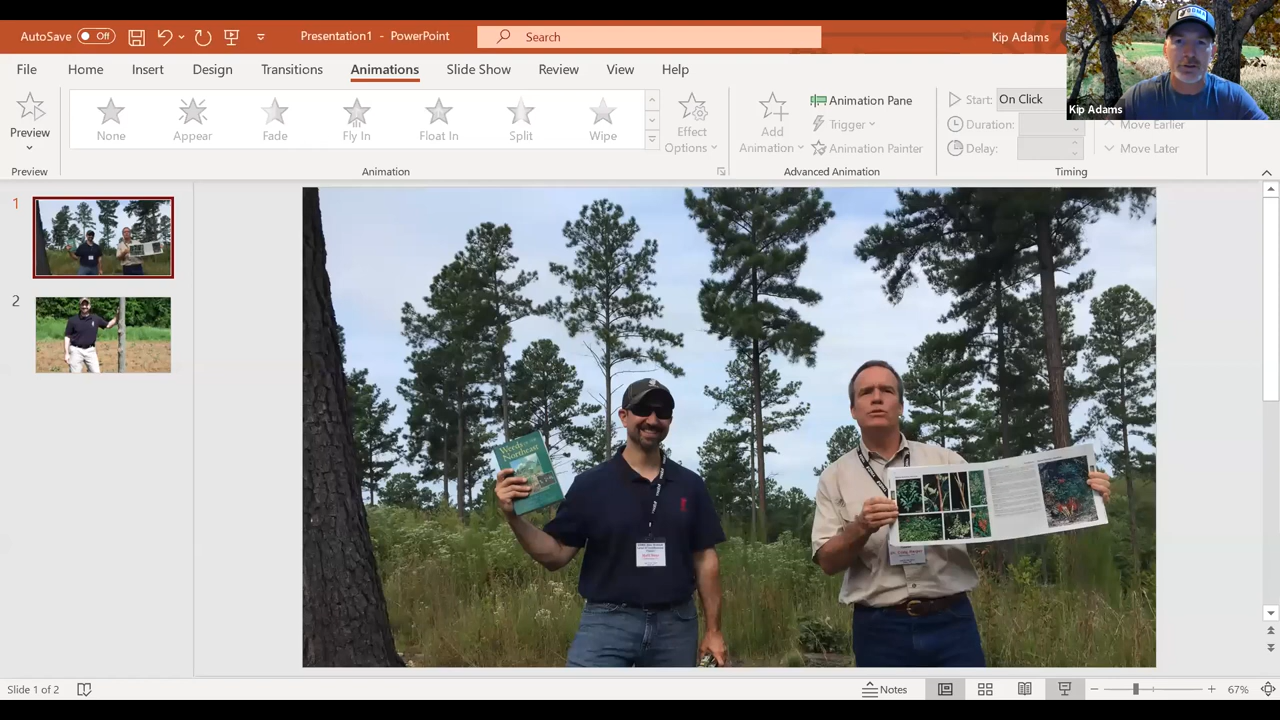 AutoSave Off
Presentation1 - PowerPoint
Search
Kip Adams
Kip Adams
File Home Insert Design Transitions Animations Slide Show Review View Help
Preview
None Appear Fade Fly In Float In Split Wipe
Effect Options
Add Animation
Animation Pane
Trigger
Animation Painter
Start: On Click
Duration:
Delay:
Move Earlier
Move Later
Preview Animation Advanced Animation Timing
1
2
Weeds
Northeast
Slide 1 of 2
Notes
67%